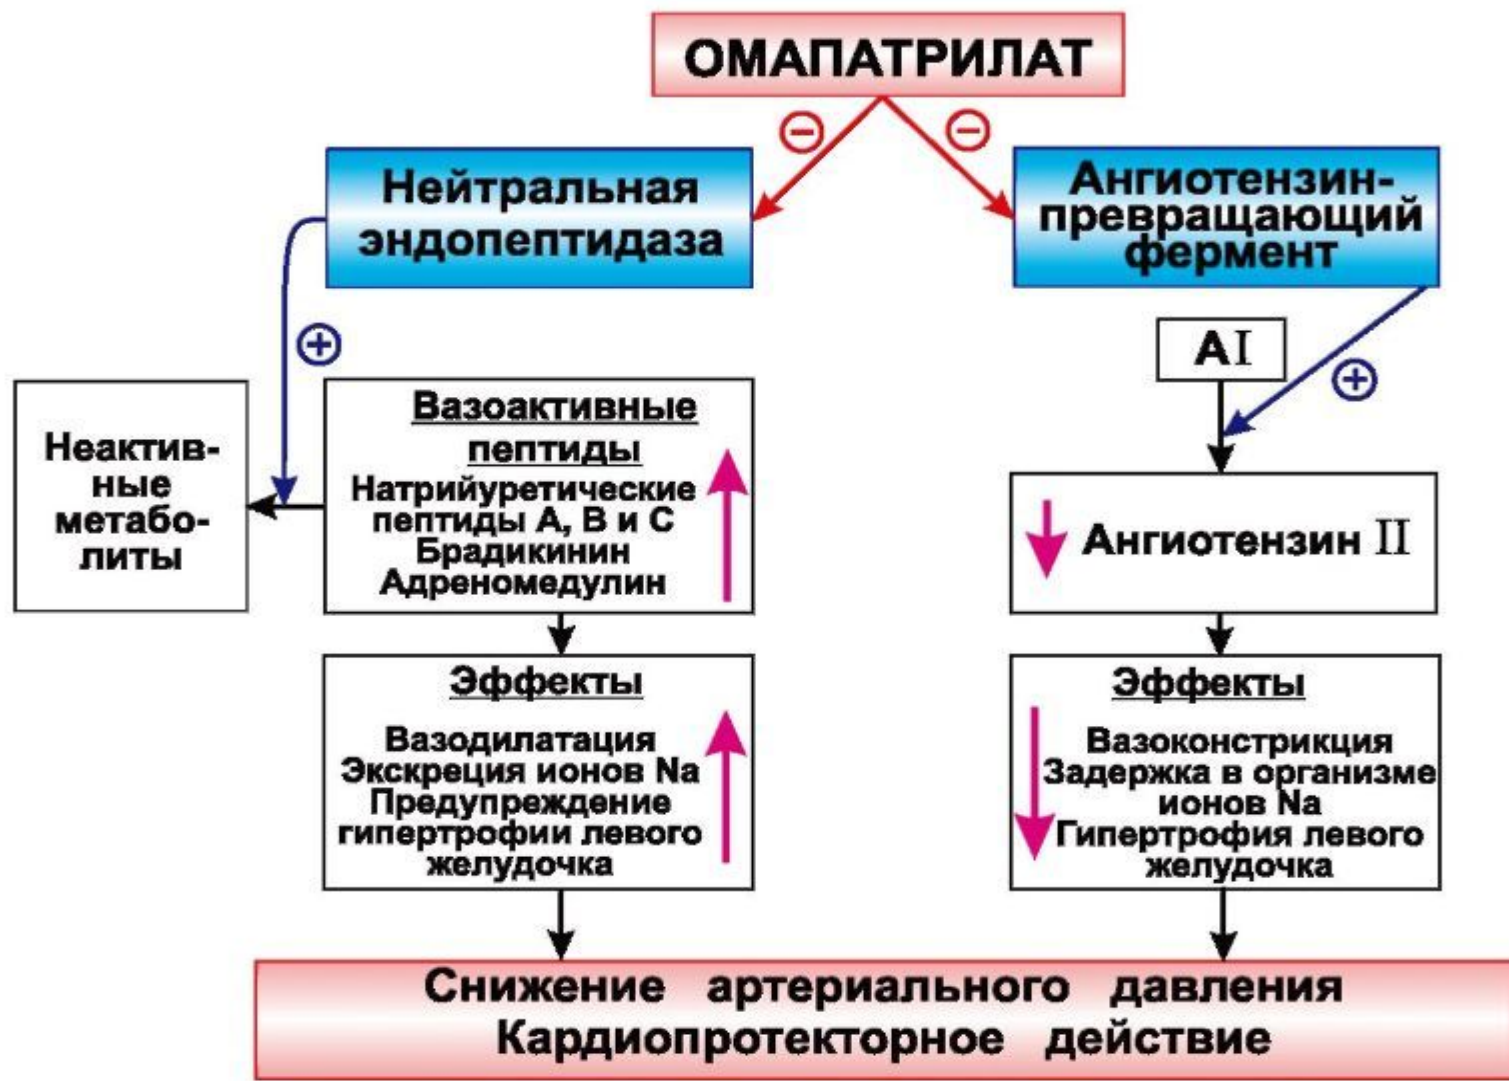 ОМАПАТРИЛАТ
⊖
⊖
Нейтральная
эндопептидаза
Ангиотензин-
превращающий
фермент
⊕
АI
⊕
Неактив-
ные
метабо-
литы
Вазоактивные
пептиды
Натрийуретические
пептиды А, В и С
Брадикинин
Адреномедулин
Ангиотензин II
Эффекты
Вазодилатация
Экскреция ионов Na
Предупреждение
гипертрофии левого
желудочка
Эффекты
Вазоконстрикция
Задержка в организме
ионов Na
Гипертрофия левого
желудочка
Снижение артериального давления
Кардиопротекторное действие